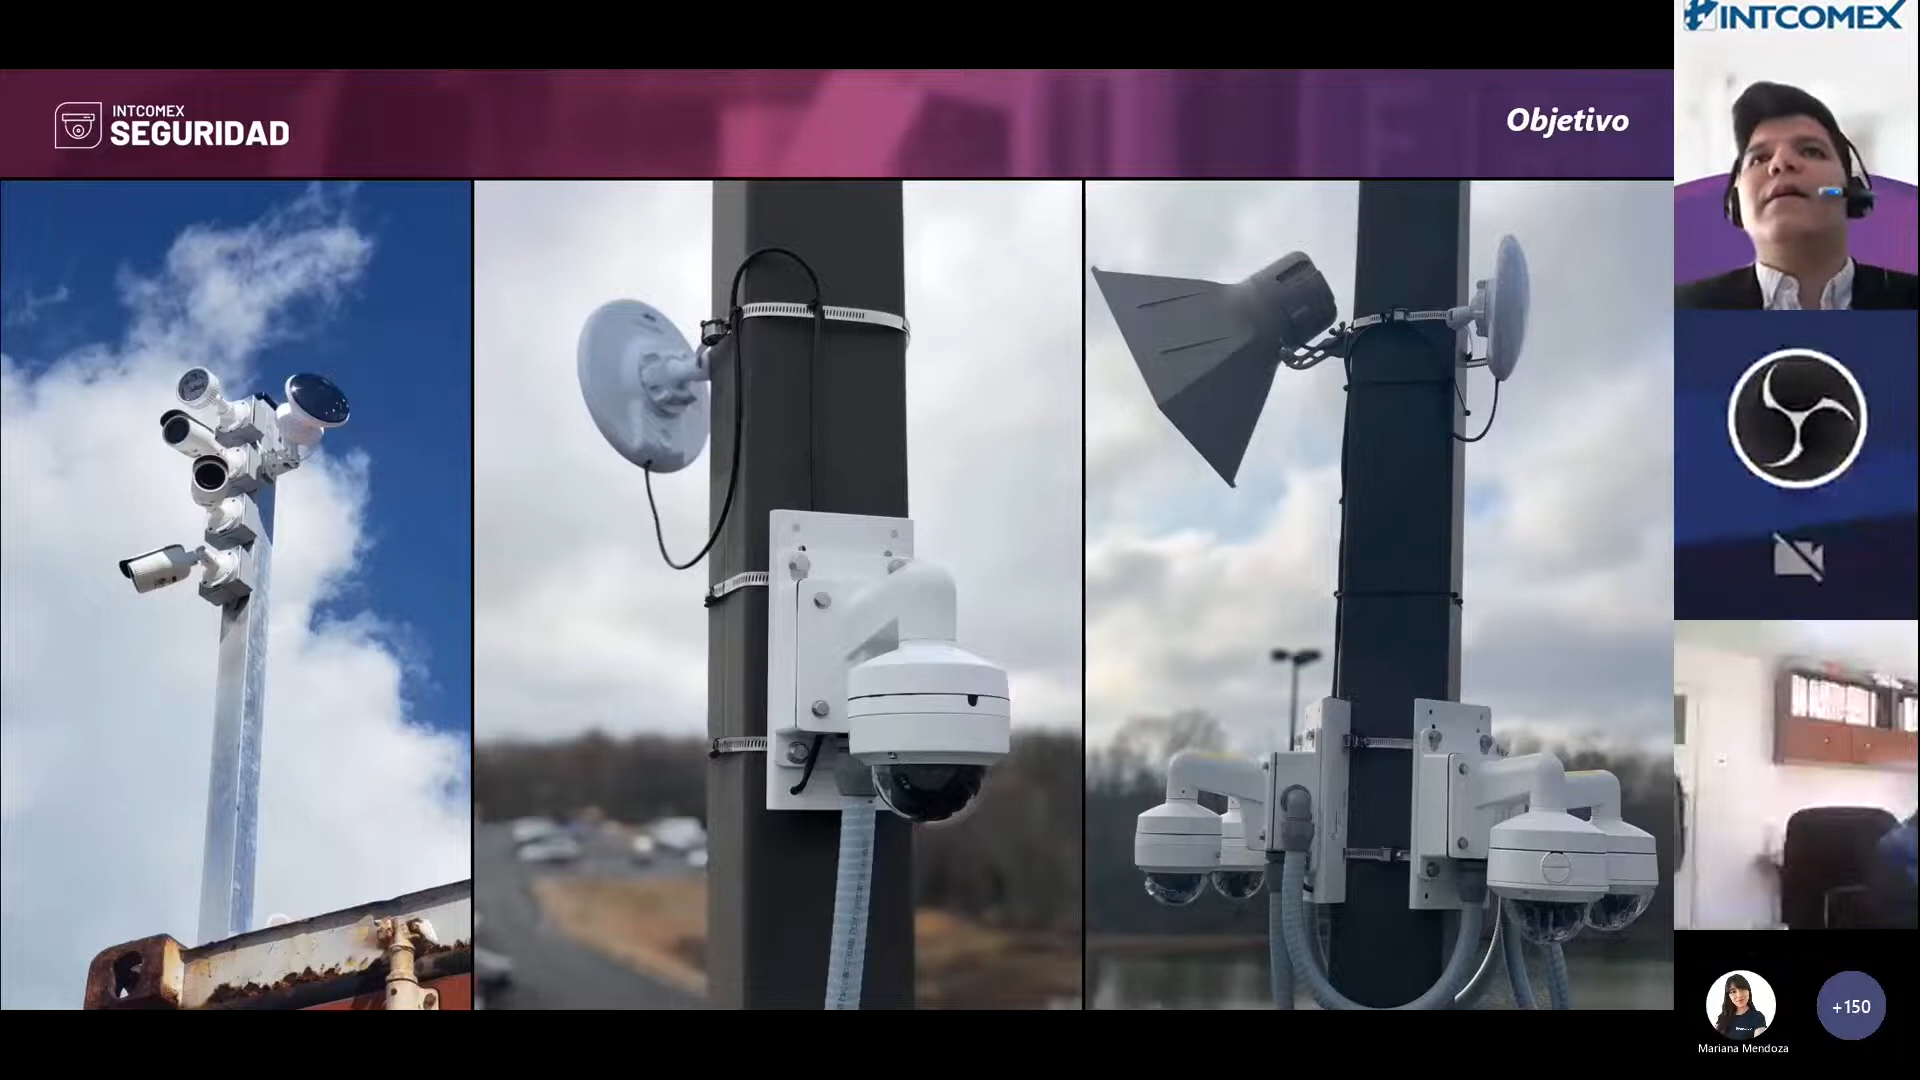 INTCOMEX
SEGURIDAD
Objetivo
INTCOMEX
Mariana Mendoza
+150